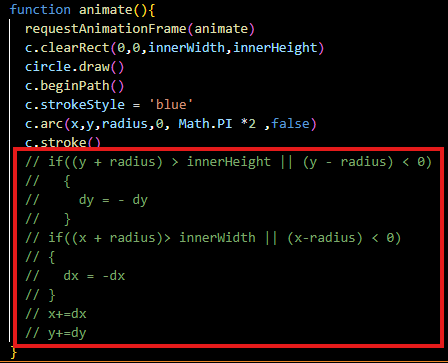 function animate(){
requestAnimationFrame(animate)
c.clearRect(0,0,innerWidth,innerHeight)
circle.draw()
c.beginPath()
c.strokeStyle = 'blue'
c.arc(x,y,radius,0, Math.PI *2 ,false)
c.stroke()
// if((y + radius) > innerHeight || (y - radius) < 0)
//   {
//     dy = - dy
//   }
// if((x + radius)> innerWidth || (x-radius) < 0)
// {
//   dx = -dx
// }
// x+=dx
// y+=dy
}